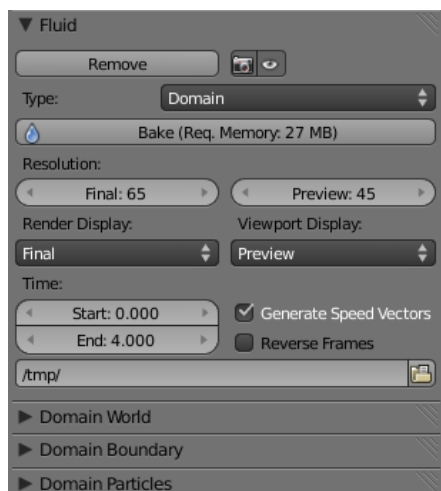 Fluid
Remove
Type: Domain
Bake (Req. Memory: 27 MB)
Resolution:
Final: 65 Preview: 45
Render Display: Viewport Display:
Final Preview
Time:
Start: 0.000 Generate Speed Vectors
End: 4.000 Reverse Frames
/tmp/
Domain World
Domain Boundary
Domain Particles